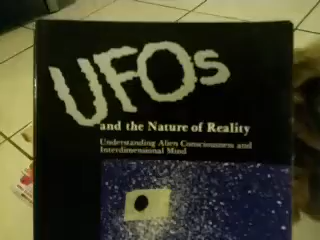 UFOs
and the Nature of Reality
Understanding Alien Consciousness and
Interdimensional Mind